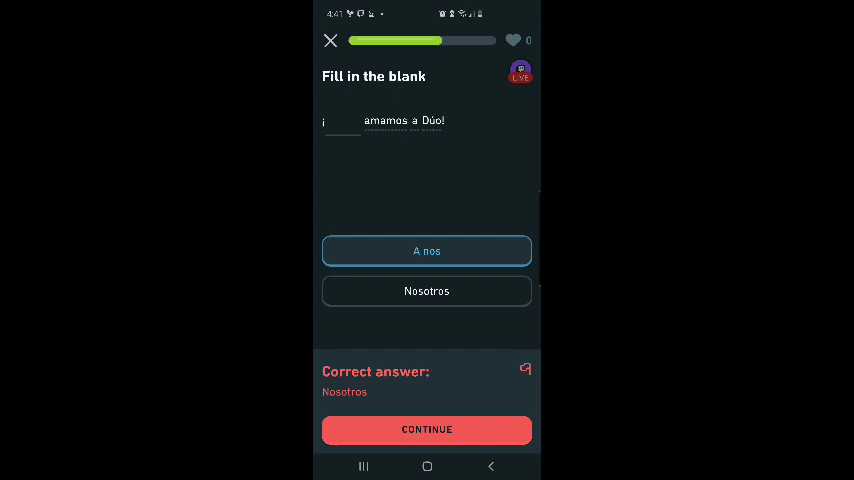 4:41
0
Fill in the blank
LIVE
¡ amamos a Dúo!
A nos
Nosotros
Correct answer:
Nosotros
CONTINUE